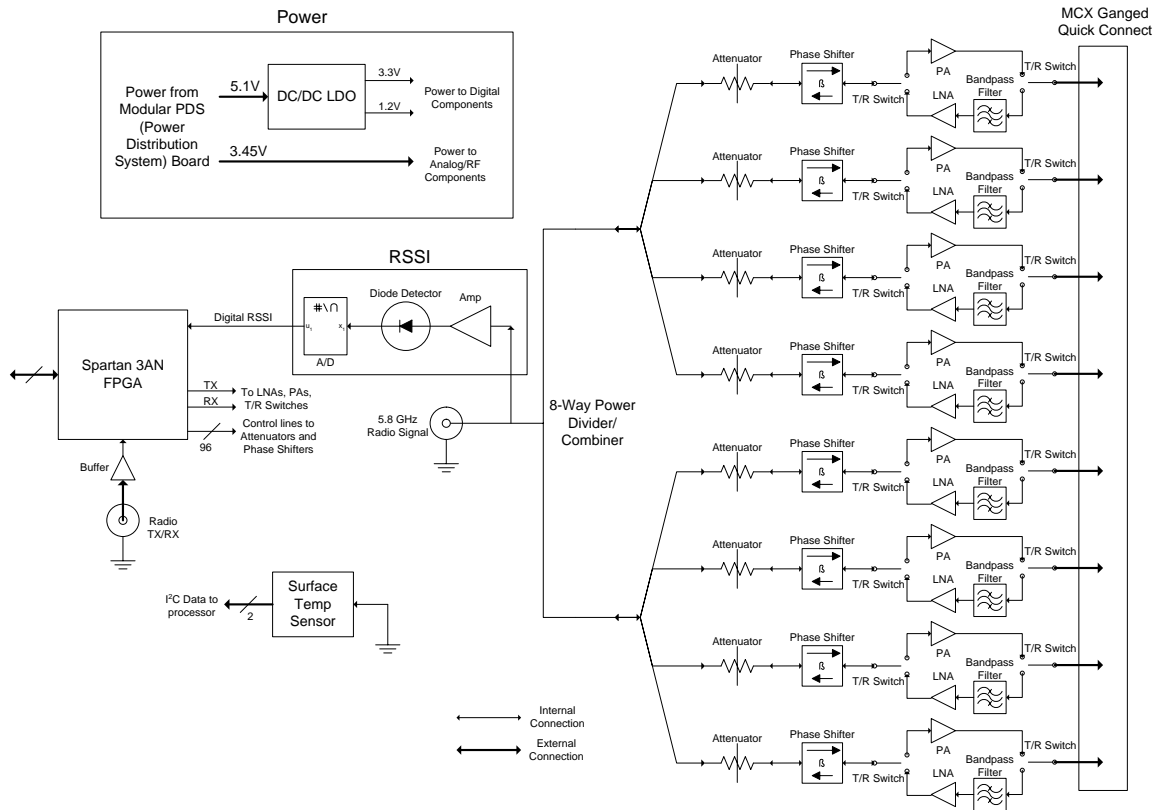 Power
Power from
Modular PDS
(Power
Distribution
System) Board
5.1V
DC/DC LDO
3.3V
1.2V
Power to Digital
Components
3.45V
Power to
Analog/RF
Components
RSSI
Digital RSSI
#\∩
u1
x1
A/D
Diode Detector
Amp
Spartan 3AN
FPGA
TX
RX
To LNAs, PAs,
T/R Switches
96
Control lines to
Attenuators and
Phase Shifters
Buffer
Radio
TX/RX
5.8 GHz
Radio Signal
8-Way Power
Divider/
Combiner
I²C Data to
processor
2
Surface
Temp
Sensor
Internal
Connection
External
Connection
MCX Ganged
Quick Connect
Attenuator
Phase Shifter
ß
T/R Switch
PA
LNA
Bandpass
Filter
T/R Switch
Attenuator
Phase Shifter
ß
T/R Switch
PA
LNA
Bandpass
Filter
T/R Switch
Attenuator
Phase Shifter
ß
T/R Switch
PA
LNA
Bandpass
Filter
T/R Switch
Attenuator
Phase Shifter
ß
T/R Switch
PA
LNA
Bandpass
Filter
T/R Switch
Attenuator
Phase Shifter
ß
T/R Switch
PA
LNA
Bandpass
Filter
T/R Switch
Attenuator
Phase Shifter
ß
T/R Switch
PA
LNA
Bandpass
Filter
T/R Switch
Attenuator
Phase Shifter
ß
T/R Switch
PA
LNA
Bandpass
Filter
T/R Switch
Attenuator
Phase Shifter
ß
T/R Switch
PA
LNA
Bandpass
Filter
T/R Switch